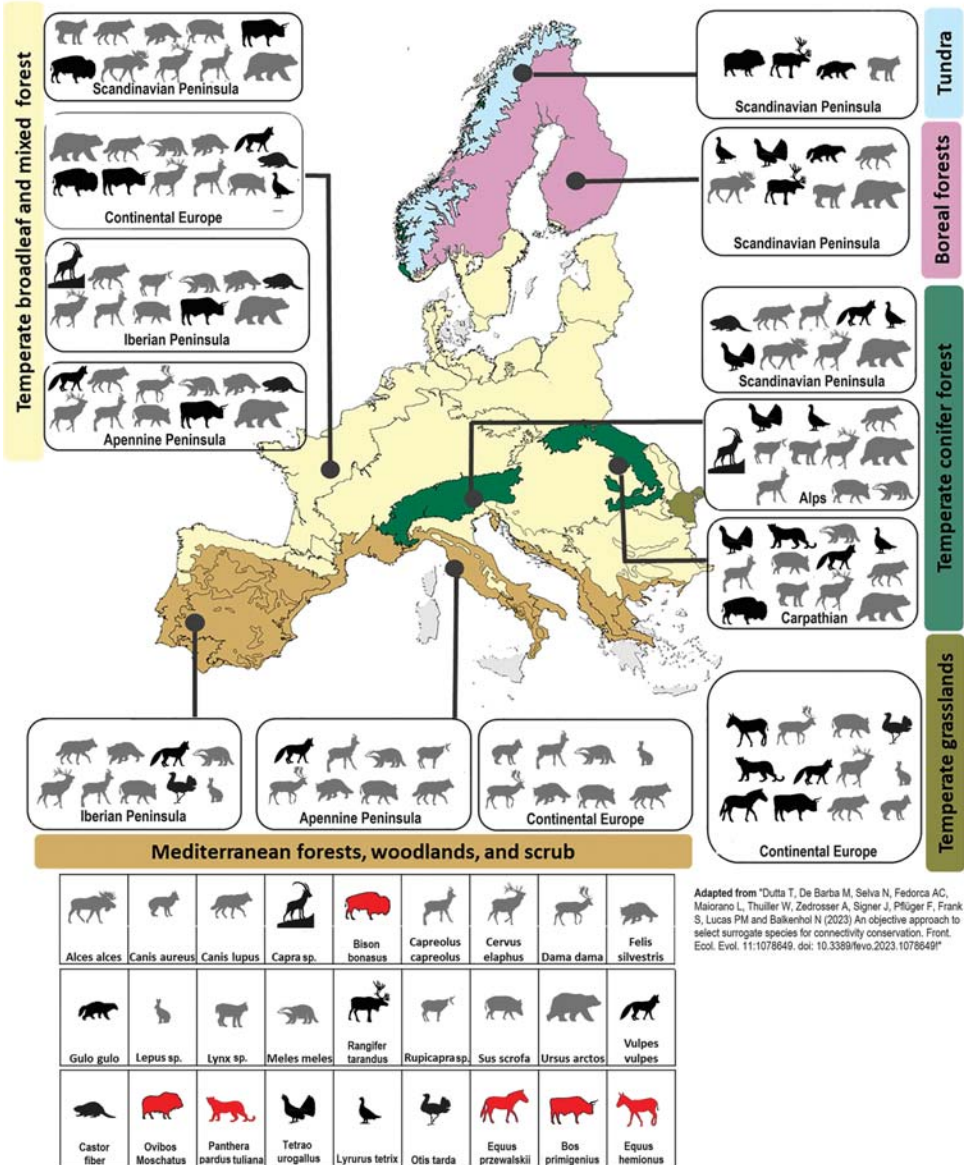 Temperate broadleaf and mixed forest
Scandinavian Peninsula
Continental Europe
Iberian Peninsula
Apennine Peninsula
Tundra
Scandinavian Peninsula
Boreal forests
Scandinavian Peninsula
Temperate conifer forest
Scandinavian Peninsula
Alps
Carpathian
Temperate grasslands
Continental Europe
Iberian Peninsula
Apennine Peninsula
Continental Europe
Mediterranean forests, woodlands, and scrub
Adapted from "Dutta T, De Barba M, Selva N, Fedorca AC,
Maiorano L, Thuiller W, Zedrosser A, Signer J, Pflüger F, Frank
S, Lucas PM and Balkenhol N (2023) An objective approach to
select surrogate species for connectivity conservation. Front.
Ecol. Evol. 11:1078649. doi: 10.3389/fevo.2023.1078649!"
Alces alces
Canis aureus
Canis lupus
Capra sp.
Bison
bonasus
Capreolus
capreolus
Cervus
elaphus
Dama dama
Felis
silvestris
Gulo gulo
Lepus sp.
Lynx sp.
Meles meles
Rangifer
tarandus
Rupicapra sp.
Sus scrofa
Ursus arctos
Vulpes
vulpes
Castor
fiber
Ovibos
Moschatus
Panthera
pardus tuliana
Tetrao
urogallus
Lyrurus tetrix
Otis tarda
Equus
przewalskii
Bos
primigenius
Equus
hemionus